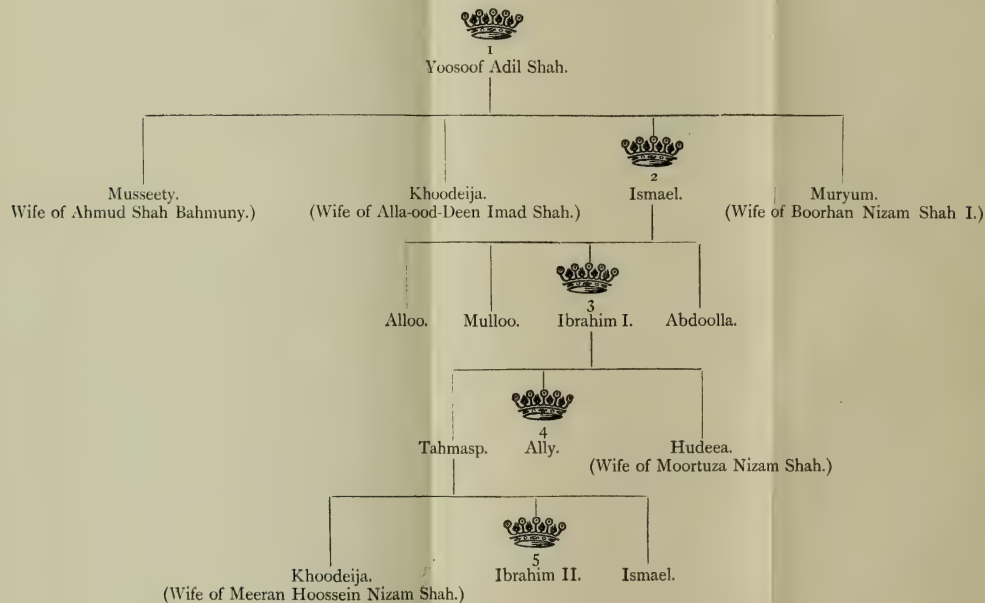 1
Yoosoof Adil Shah.
2
Musseety. Khoodeija. Ismael. Muryum.
Wife of Ahmud Shah Bahmuny.) (Wife of Alla-ood-Deen Imad Shah.) (Wife of Boorhan Nizam Shah I.)
3
Alloo. Mulloo. Ibrahim I. Abdoolla.
4
Tahmasp. Ally. Hudeea.
(Wife of Moortuza Nizam Shah.)
5
Khoodeija. Ibrahim II. Ismael.
(Wife of Meeran Hoossein Nizam Shah.)